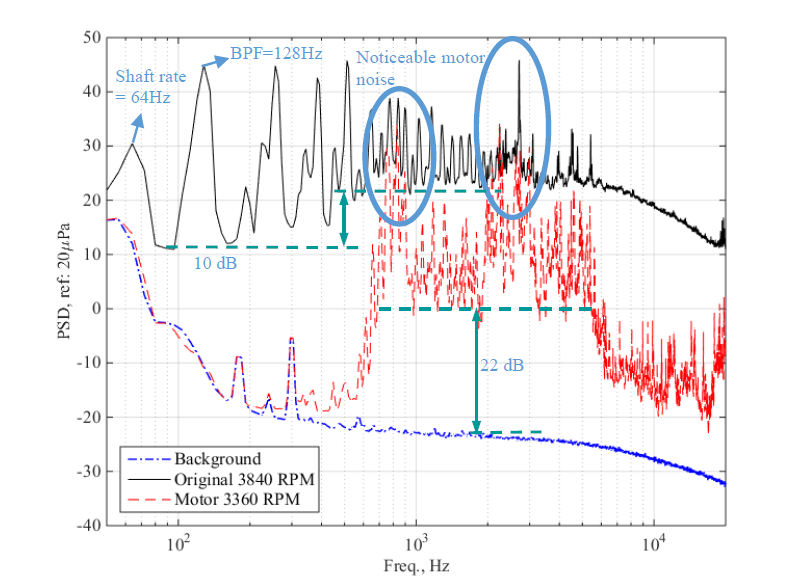 50
40
30
20
10
0
-10
-20
-30
-40
PSD, ref: 20μPa
BPF=128Hz
Shaft rate
= 64Hz
Noticeable motor
noise
10 dB
22 dB
Background
Original 3840 RPM
Motor 3360 RPM
10²
10³
10⁴
Freq., Hz